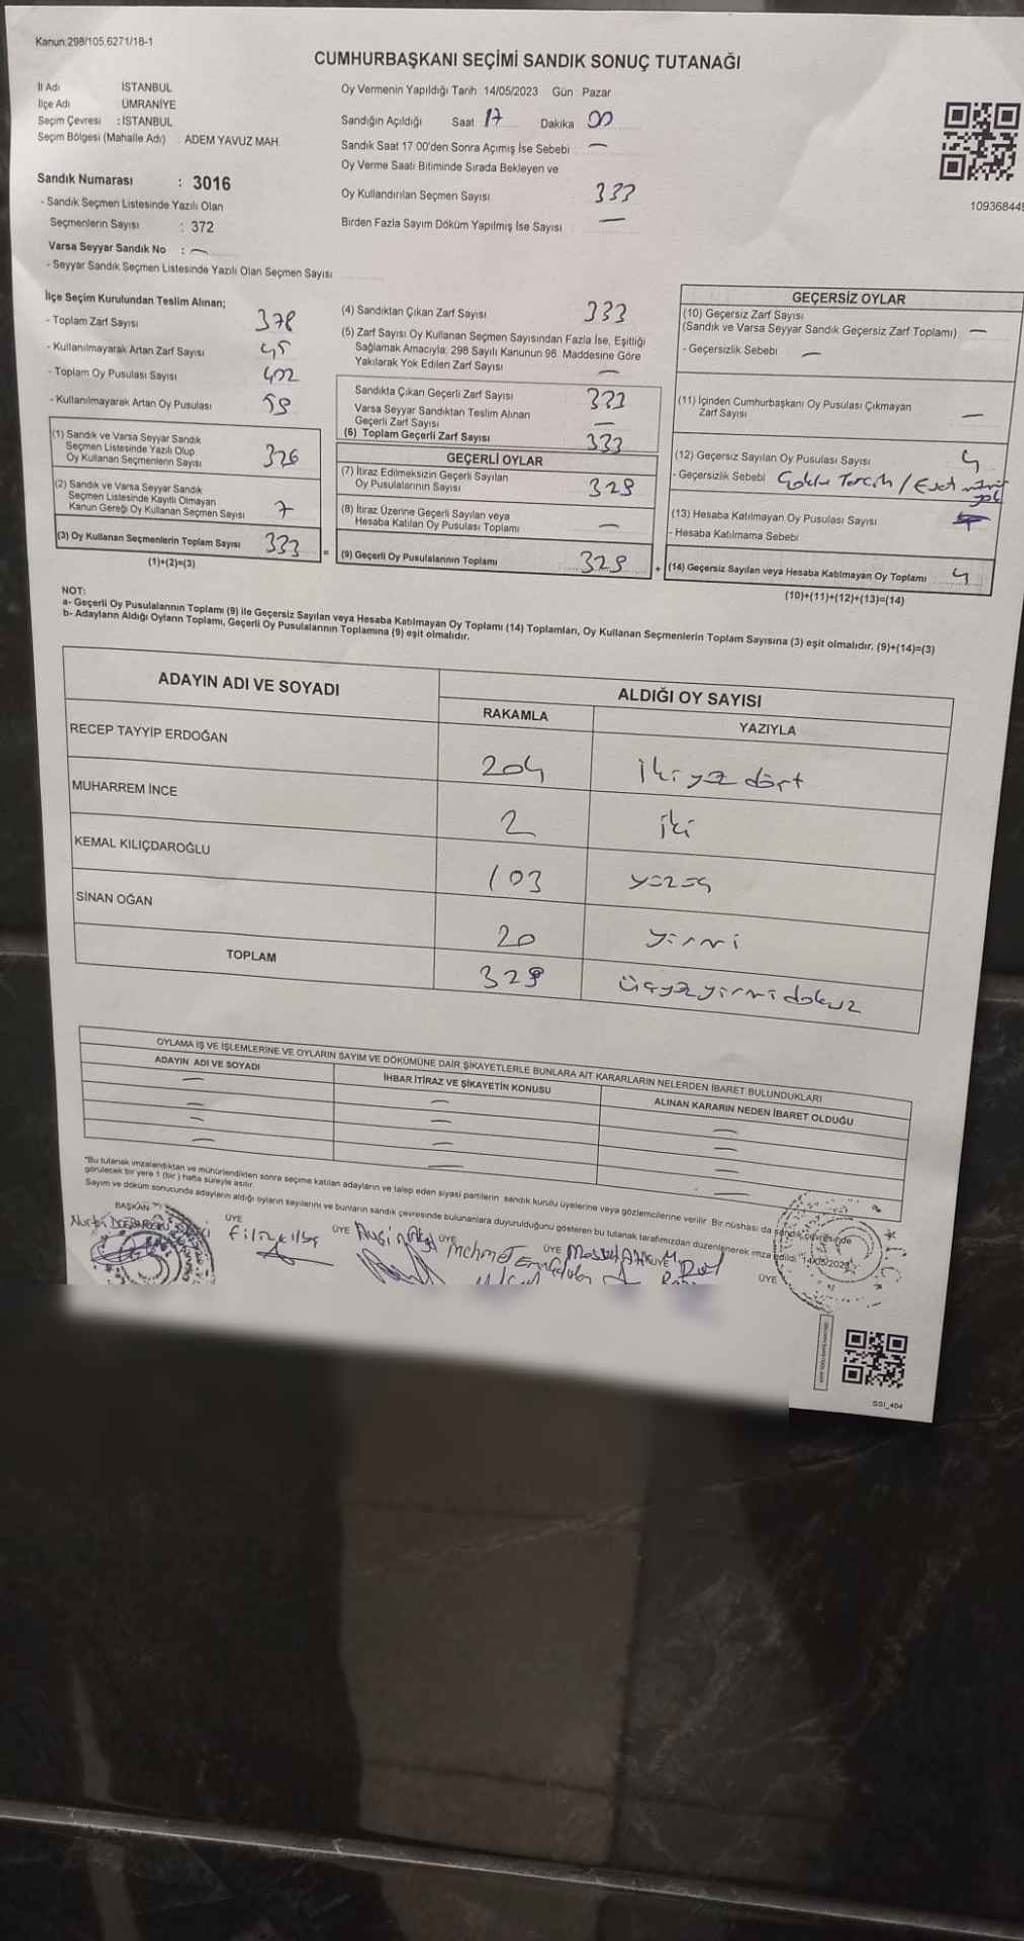 Kanun:298/105,6271/18-1
CUMHURBAŞKANI SEÇİMİ SANDIK SONUÇ TUTANAĞI
İl Adı İSTANBUL
İlçe Adı ÜMRANİYE
Seçim Çevresi : İSTANBUL
Seçim Bölgesi (Mahalle Adı) : ADEM YAVUZ MAH.
Sandık Numarası : 3016
- Sandık Seçmen Listesinde Yazılı Olan
Seçmenlerin Sayısı : 372
Varsa Seyyar Sandık No : —
- Seyyar Sandık Seçmen Listesinde Yazılı Olan Seçmen Sayısı
Oy Vermenin Yapıldığı Tarih 14/05/2023 Gün Pazar
Sandığın Açıldığı Saat 17 Dakika 00
Sandık Saat 17 00'den Sonra Açımış İse Sebebi —
Oy Verme Saati Bitiminde Sırada Bekleyen ve
Oy Kullandırılan Seçmen Sayısı 333
Birden Fazla Sayım Döküm Yapılmış İse Sayısı —
109368449
İlçe Seçim Kurulundan Teslim Alınan;
- Toplam Zarf Sayısı 378
- Kullanılmayarak Artan Zarf Sayısı 45
- Toplam Oy Pusulası Sayısı 402
- Kullanılmayarak Artan Oy Pusulası
(1) Sandık ve Varsa Seyyar Sandık
Seçmen Listesinde Yazılı Olup
Oy Kullanan Seçmenlerin Sayısı 326
(2) Sandık ve Varsa Seyyar Sandık
Seçmen Listesinde Kayıtlı Olmayan
Kanun Gereği Oy Kullanan Seçmen Sayısı 7
(3) Oy Kullanan Seçmenlerin Toplam Sayısı 333
(1)+(2)=(3)
(4) Sandıktan Çıkan Zarf Sayısı 333
(5) Zarf Sayısı Oy Kullanan Seçmen Sayısından Fazla İse, Eşitliği
Sağlamak Amacıyla, 298 Sayılı Kanunun 98. Maddesine Göre
Yakılarak Yok Edilen Zarf Sayısı —
Sandıkta Çıkan Geçerli Zarf Sayısı 333
Varsa Seyyar Sandıktan Teslim Alınan
Geçerli Zarf Sayısı —
(6) Toplam Geçerli Zarf Sayısı 333
GEÇERLİ OYLAR
(7) İtiraz Edilmeksizin Geçerli Sayılan
Oy Pusulalarının Sayısı 329
(8) İtiraz Üzerine Geçerli Sayılan veya
Hesaba Katılan Oy Pusulası Toplamı —
= (9) Geçerli Oy Pusulalarının Toplamı 329
GEÇERSİZ OYLAR
(10) Geçersiz Zarf Sayısı
(Sandık ve Varsa Seyyar Sandık Geçersiz Zarf Toplamı) —
- Geçersizlik Sebebi —
(11) İçinden Cumhurbaşkanı Oy Pusulası Çıkmayan
Zarf Sayısı —
(12) Geçersiz Sayılan Oy Pusulası Sayısı 4
- Geçersizlik Sebebi Çoklu Tercih / Evet mührü yok
(13) Hesaba Katılmayan Oy Pusulası Sayısı
- Hesaba Katılmama Sebebi
+ (14) Geçersiz Sayılan veya Hesaba Katılmayan Oy Toplamı 4
(10)+(11)+(12)+(13)=(14)
NOT:
a- Geçerli Oy Pusulalarının Toplamı (9) ile Geçersiz Sayılan veya Hesaba Katılmayan Oy Toplamı (14) Toplamları, Oy Kullanan Seçmenlerin Toplam Sayısına (3) eşit olmalıdır. (9)+(14)=(3)
b- Adayların Aldığı Oyların Toplamı, Geçerli Oy Pusulalarının Toplamına (9) eşit olmalıdır.
ADAYIN ADI VE SOYADI ALDIĞI OY SAYISI
RAKAMLA YAZIYLA
RECEP TAYYİP ERDOĞAN 204 iki yüz dört
MUHARREM İNCE 2 iki
KEMAL KILIÇDAROĞLU 103 yüzüç
SİNAN OĞAN 20 yirmi
TOPLAM 329 üçyüzyirmidokuz
OYLAMA İŞ VE İŞLEMLERİNE VE OYLARIN SAYIM VE DÖKÜMÜNE DAİR ŞİKAYETLERLE BUNLARA AİT KARARLARIN NELERDEN İBARET BULUNDUKLARI
ADAYIN ADI VE SOYADI İHBAR İTİRAZ VE ŞİKAYETİN KONUSU ALINAN KARARIN NEDEN İBARET OLDUĞU
— — —
— — —
— — —
— — —
"Bu tutanak imzalandıktan ve mühürlendikten sonra seçime katılan adayların ve talep eden siyasi partilerin sandık kurulu üyelerine veya gözlemcilerine verilir. Bir nüshası da sandık çevresinde
görülecek bir yere 1 (bir) hafta süreyle asılır.
Sayım ve döküm sonucunda adayların aldığı oyların sayılarını ve bunların sandık çevresinde bulunanlara duyurulduğunu gösteren bu tutanak tarafımızdan düzenlenerek imza edildi. 14/05/2023
BAŞKAN ÜYE ÜYE ÜYE ÜYE ÜYE ÜYE
SSI_404